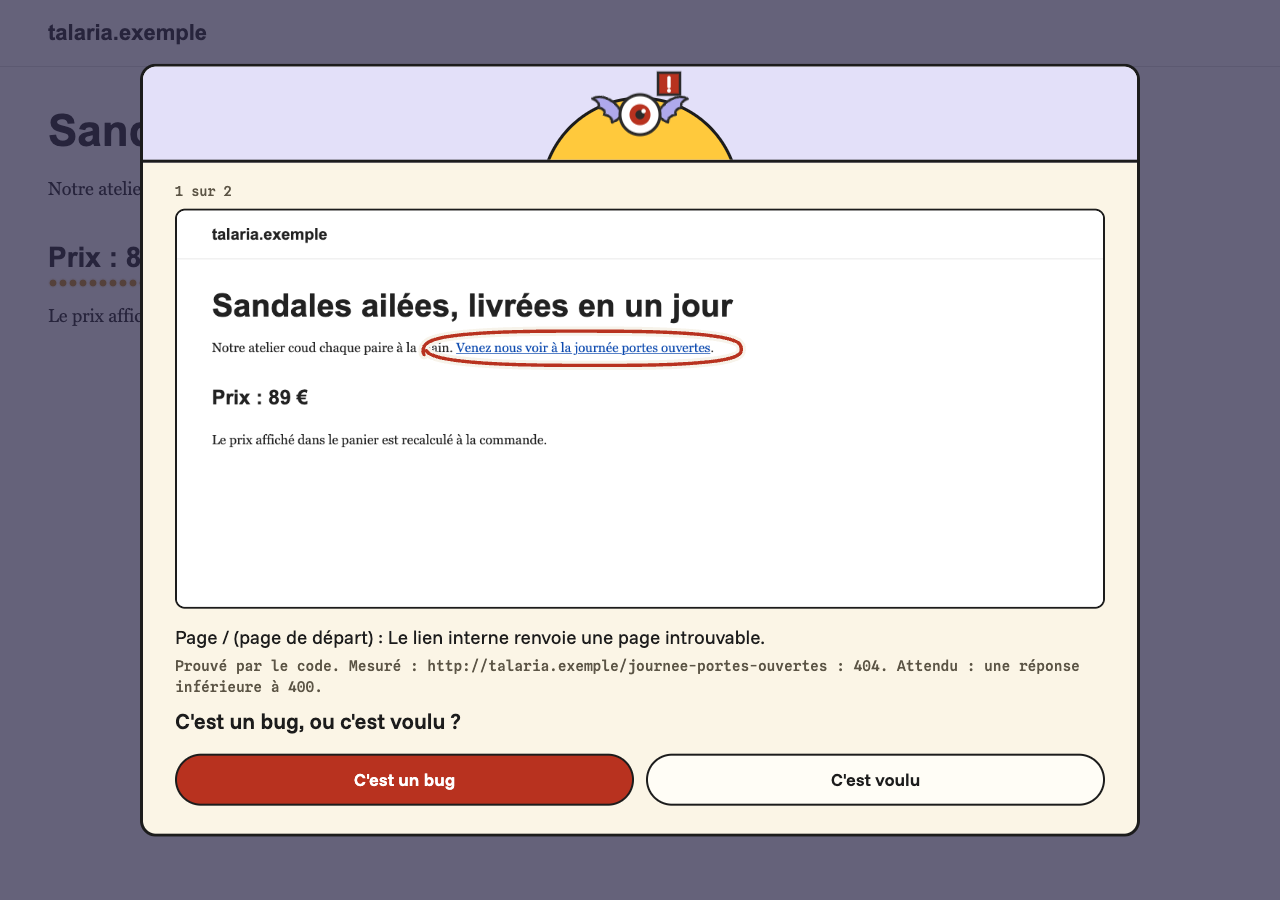 talaria.exemple
Notre atelie
Prix : 8
Le prix affic
!
1 sur 2
talaria.exemple
Sandales ailées, livrées en un jour
Notre atelier coud chaque paire à la ain. Venez nous voir à la journée portes ouvertes.
Prix : 89 €
Le prix affiché dans le panier est recalculé à la commande.
Page / (page de départ) : Le lien interne renvoie une page introuvable.
Prouvé par le code. Mesuré : http://talaria.exemple/journee-portes-ouvertes : 404. Attendu : une réponse
inférieure à 400.
C'est un bug, ou c'est voulu ?
C'est un bug
C'est voulu